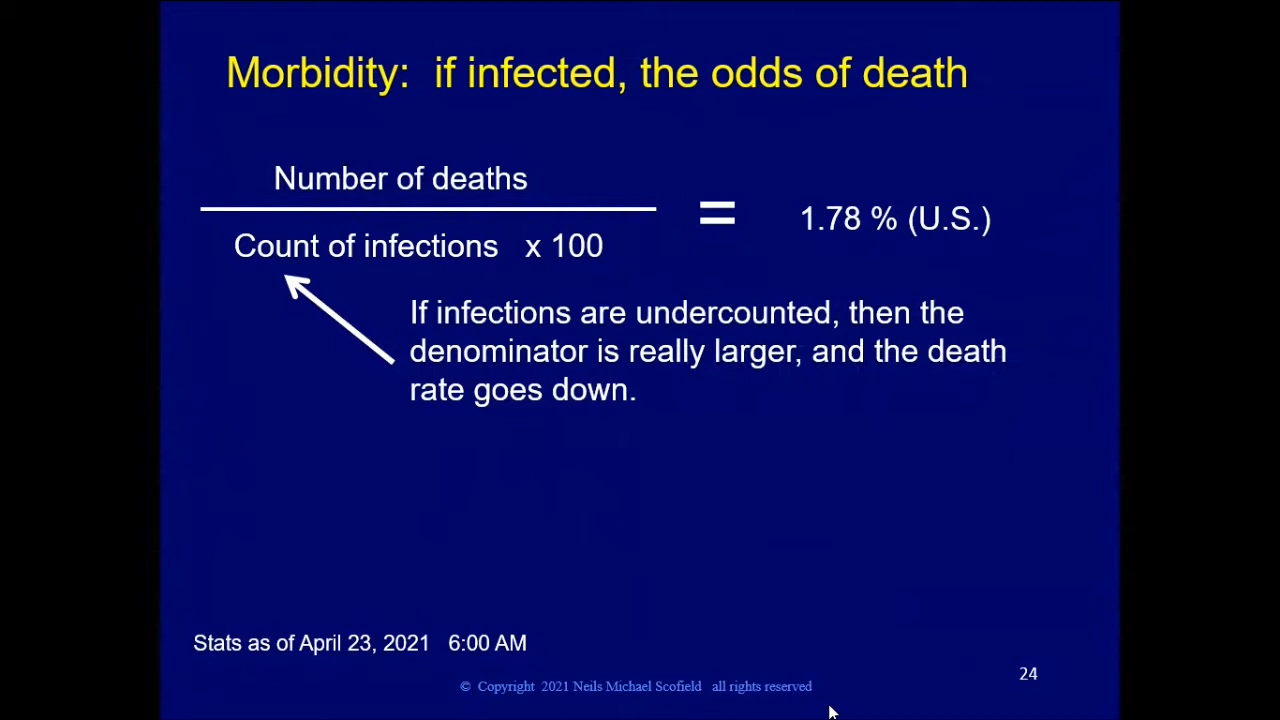 Morbidity: if infected, the odds of death
Number of deaths
= 1.78 % (U.S.)
Count of infections x 100
If infections are undercounted, then the
denominator is really larger, and the death
rate goes down.
Stats as of April 23, 2021 6:00 AM
24
© Copyright 2021 Neils Michael Scofield all rights reserved